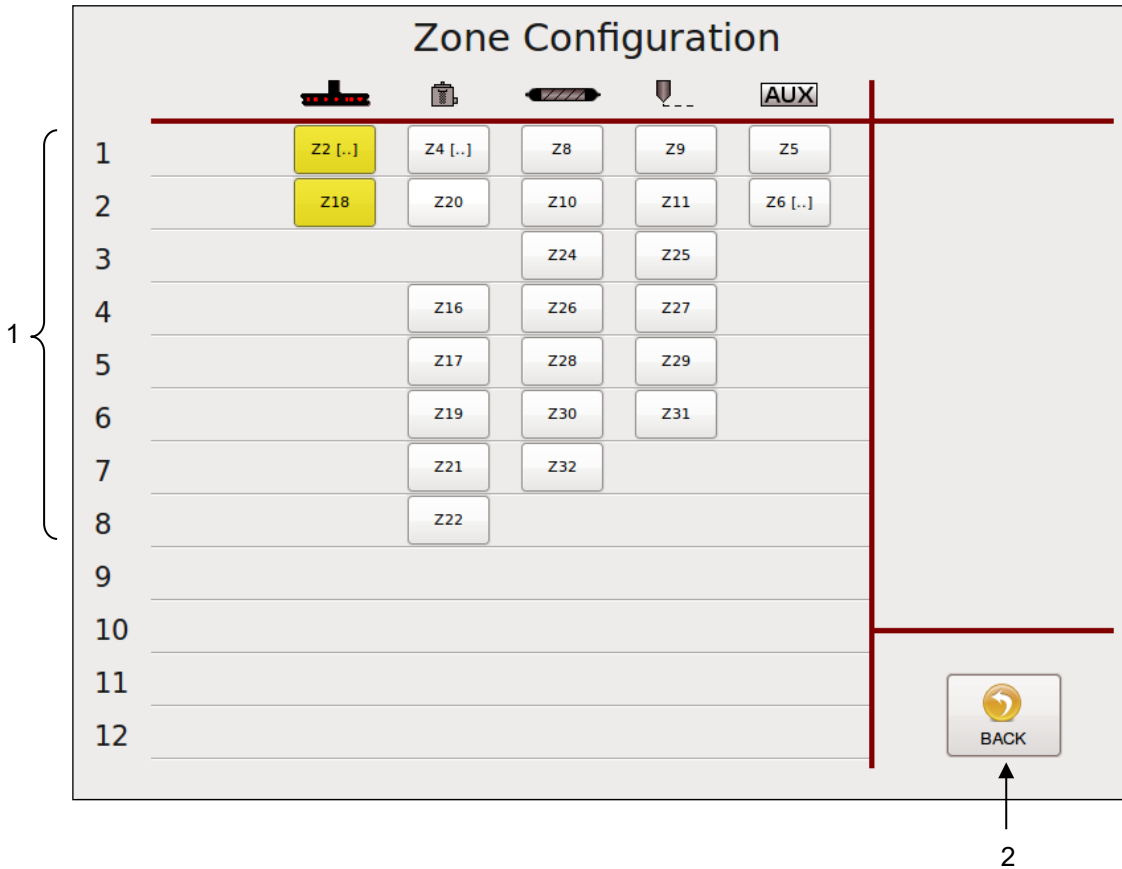 Zone Configuration
AUX
1 Z2 [..] Z4 [..] Z8 Z9 Z5
2 Z18 Z20 Z10 Z11 Z6 [..]
3 Z24 Z25
4 Z16 Z26 Z27
1
5 Z17 Z28 Z29
6 Z19 Z30 Z31
7 Z21 Z32
8 Z22
9
10
11
12
BACK
2